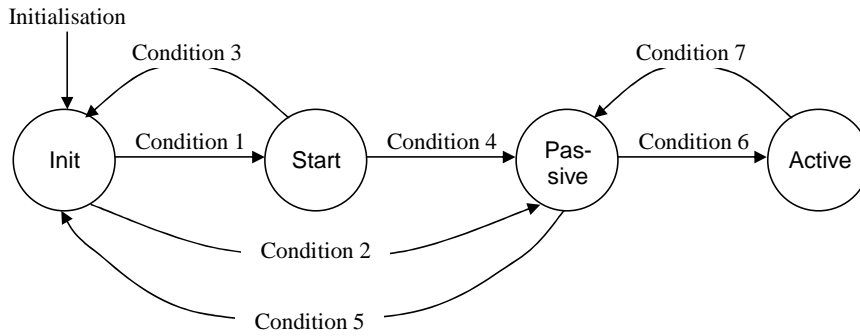 Initialisation
Condition 3
Condition 7
Init
Condition 1
Start
Condition 4
Pas-
sive
Condition 6
Active
Condition 2
Condition 5